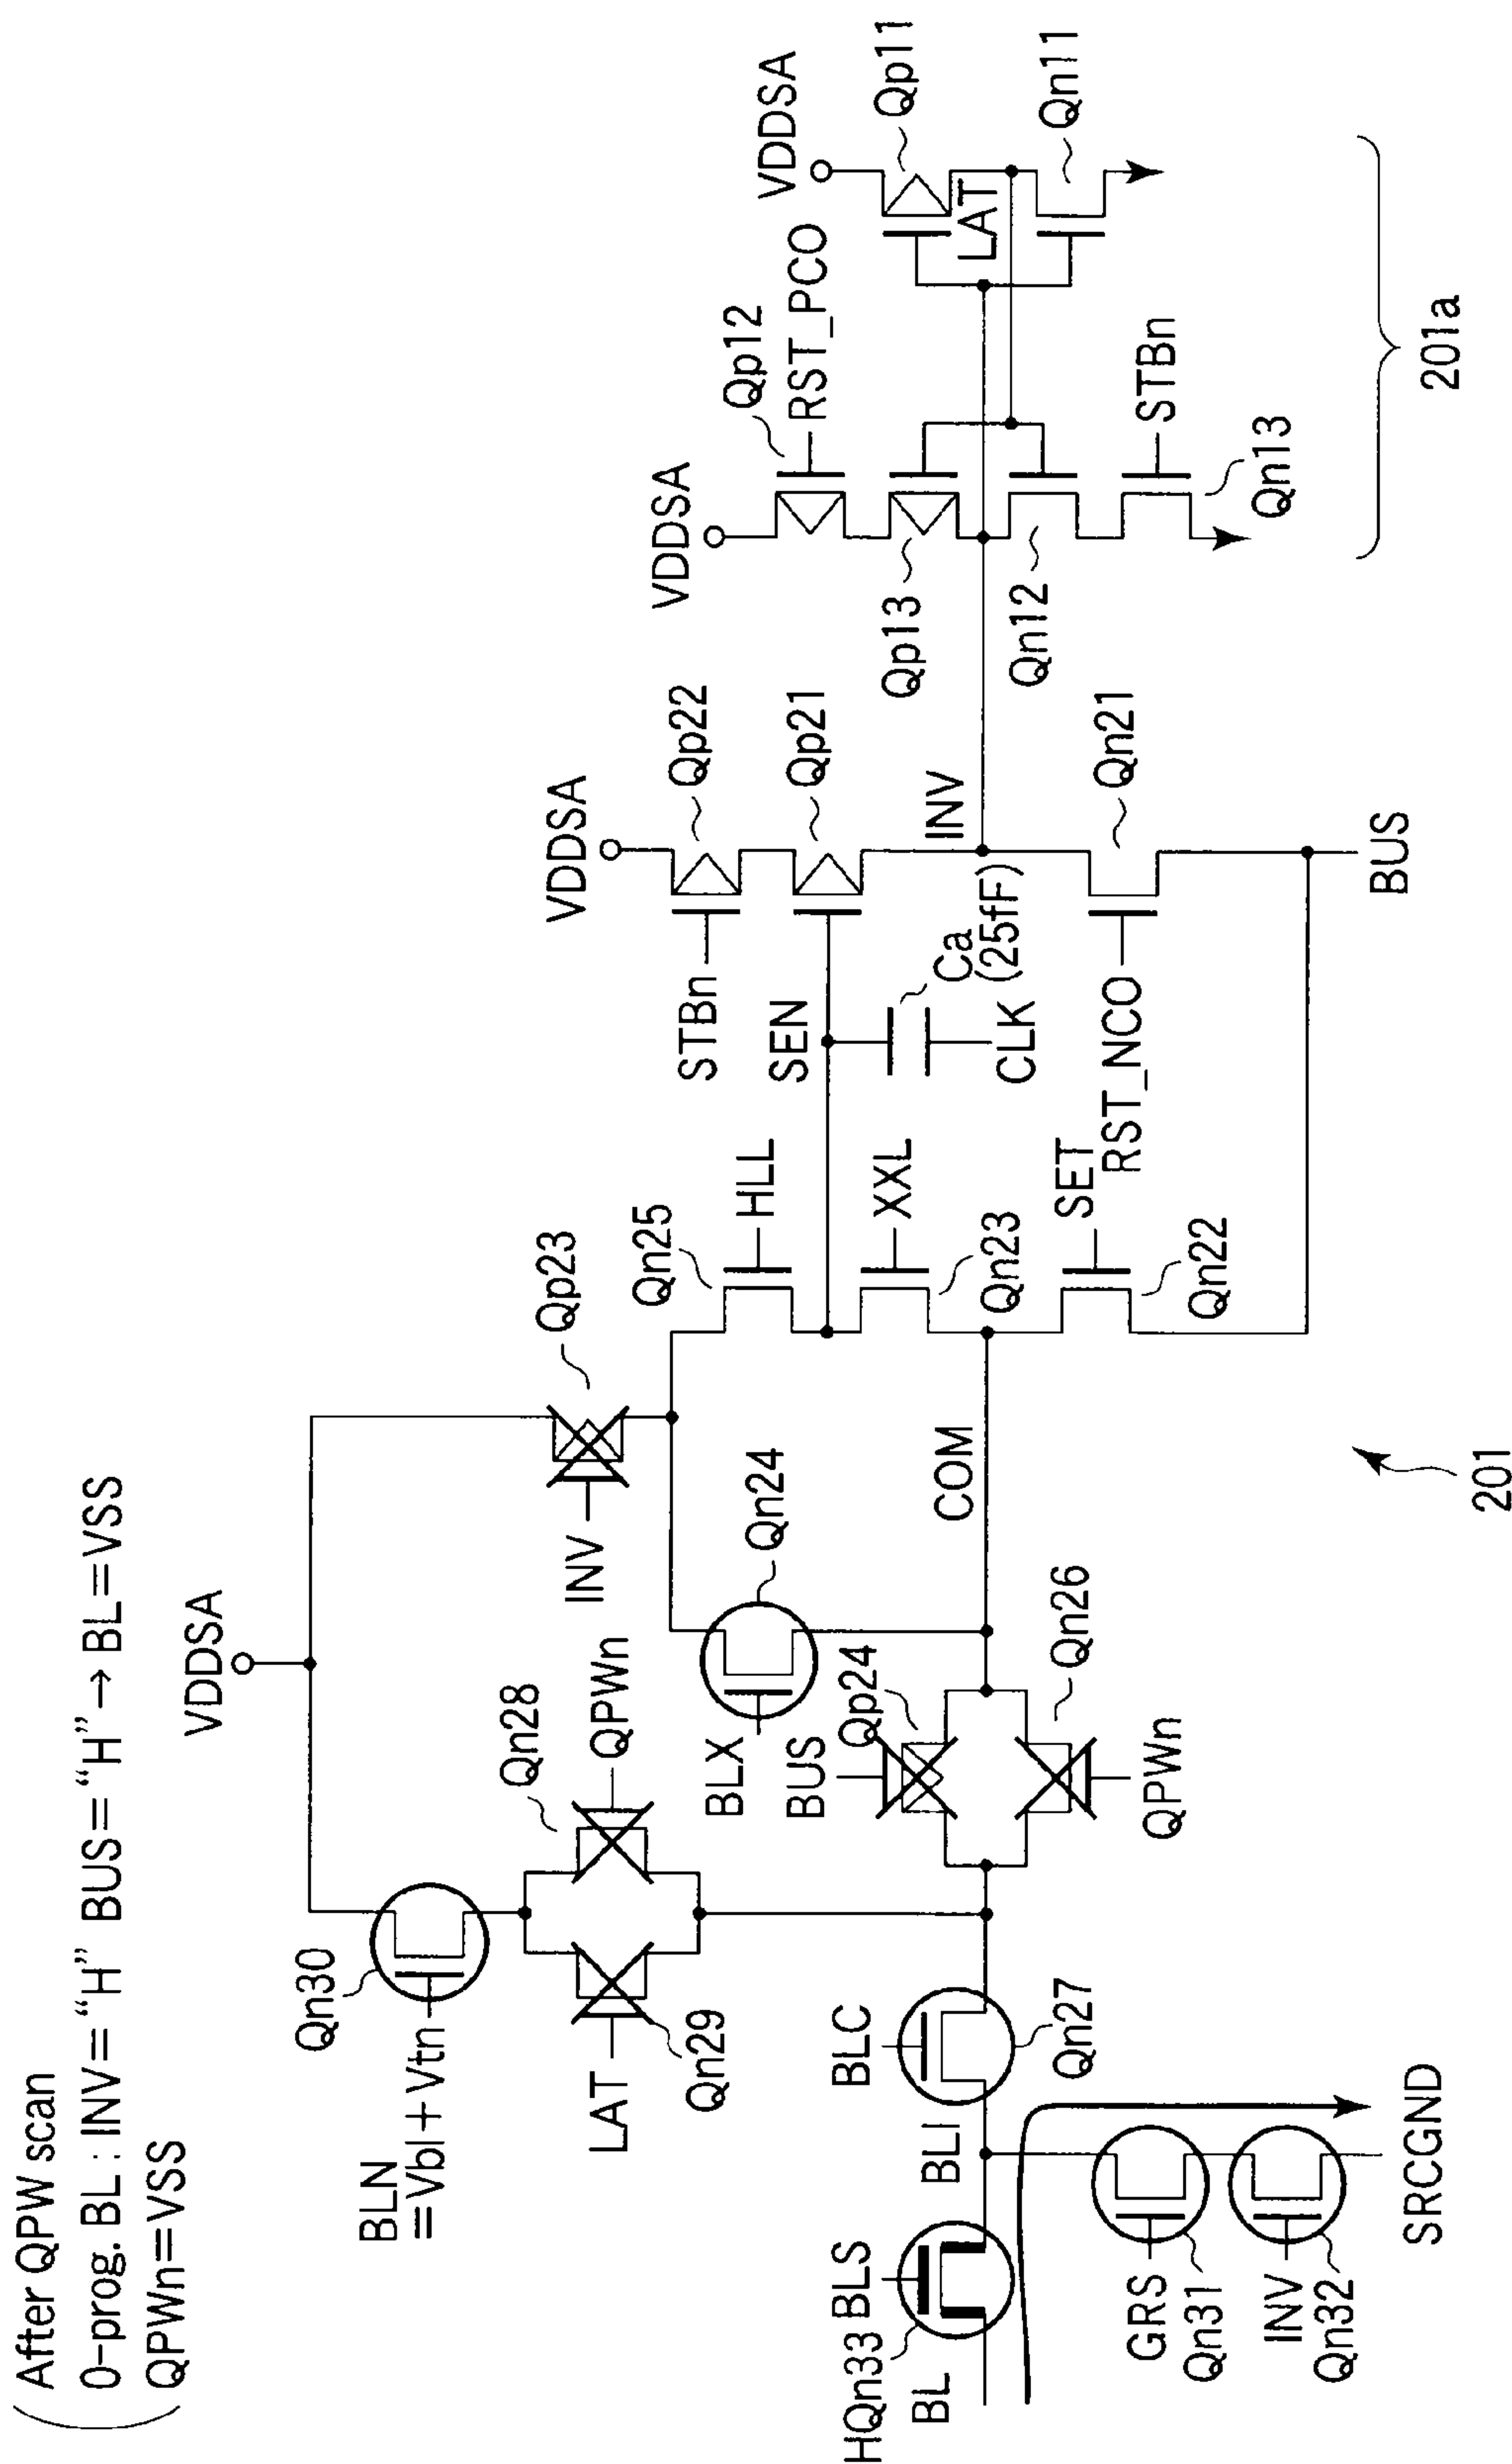 After QPW scan
0-prog. BL : INV="H" BUS="H" → BL=VSS
QPWn=VSS
VDDSA
BLN
=Vbl+Vtn
Qn30
Qn28
QPWn
LAT
Qn29
INV
Qp23
Qn25
HLL
BLX
Qn24
XXL
Qn23
SET
Qn22
COM
BUS
Qp24
Qn26
QPWn
BLC
Qn27
BLI
BLS
HQn33
BL
GRS
Qn31
INV
Qn32
SRCGND
VDDSA
STBn
Qp22
Qp21
SEN
Ca
(25fF)
CLK
INV
RST_NCO
Qn21
BUS
VDDSA
Qp12
RST_PCO
Qp13
Qn12
STBn
Qn13
VDDSA
Qp11
LAT
Qn11
201a
201